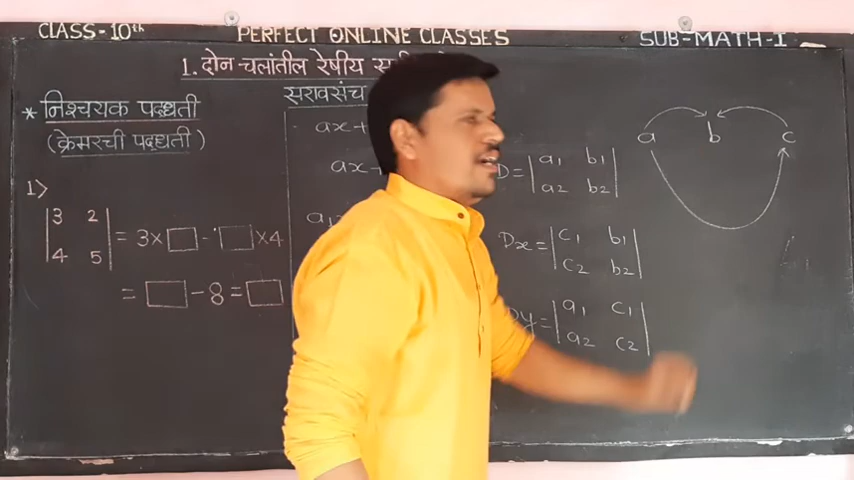 CLASS-10th PERFECT ONLINE CLASSES SUB-MATH-I
1. दोन चलांतील रेषीय
* निश्चयक पद्धती
(क्रेमरची पद्धती)
सरावसंच
1)
|3 2|
|4 5| = 3×□-□×4
= □-8=□
ax+
ax
a₁
D = |a₁ b₁|
|a₂ b₂|
Dx = |c₁ b₁|
|c₂ b₂|
Dy = |a₁ c₁|
|a₂ c₂|
a b c